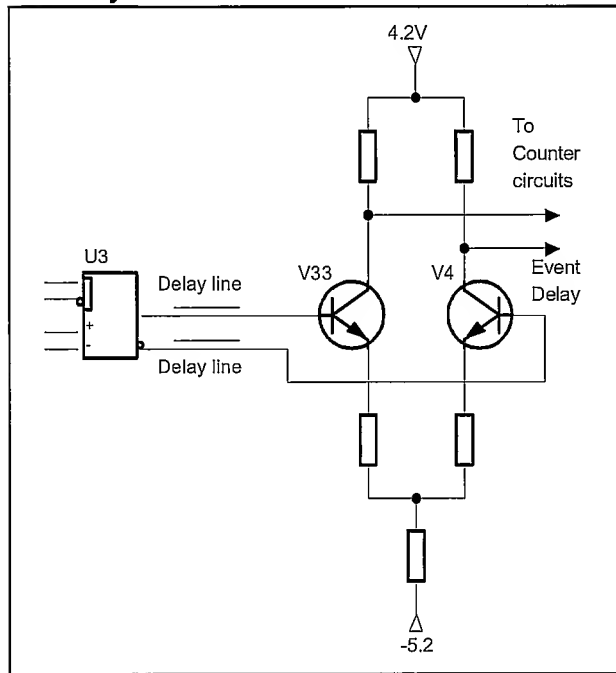 4.2V
To
Counter
circuits
U3
Delay line
V33
V4
Event
Delay
+
-
Delay line
-5.2